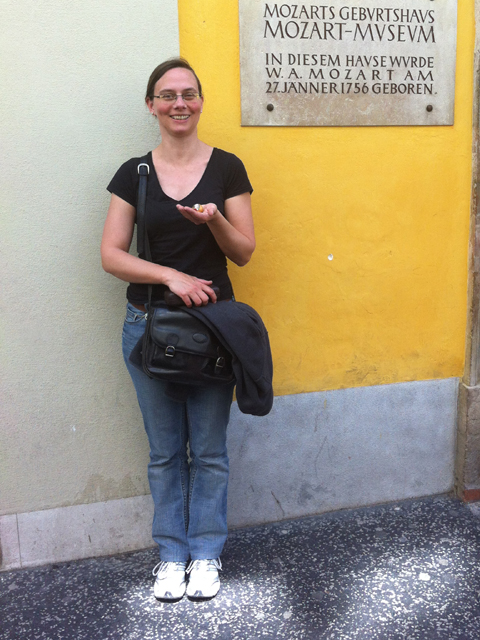 MOZARTS GEBVRTSHAVS
MOZART-MVSEVM
IN DIESEM HAVSE WVRDE
W. A. MOZART AM
27. JÄNNER 1756 GEBOREN.